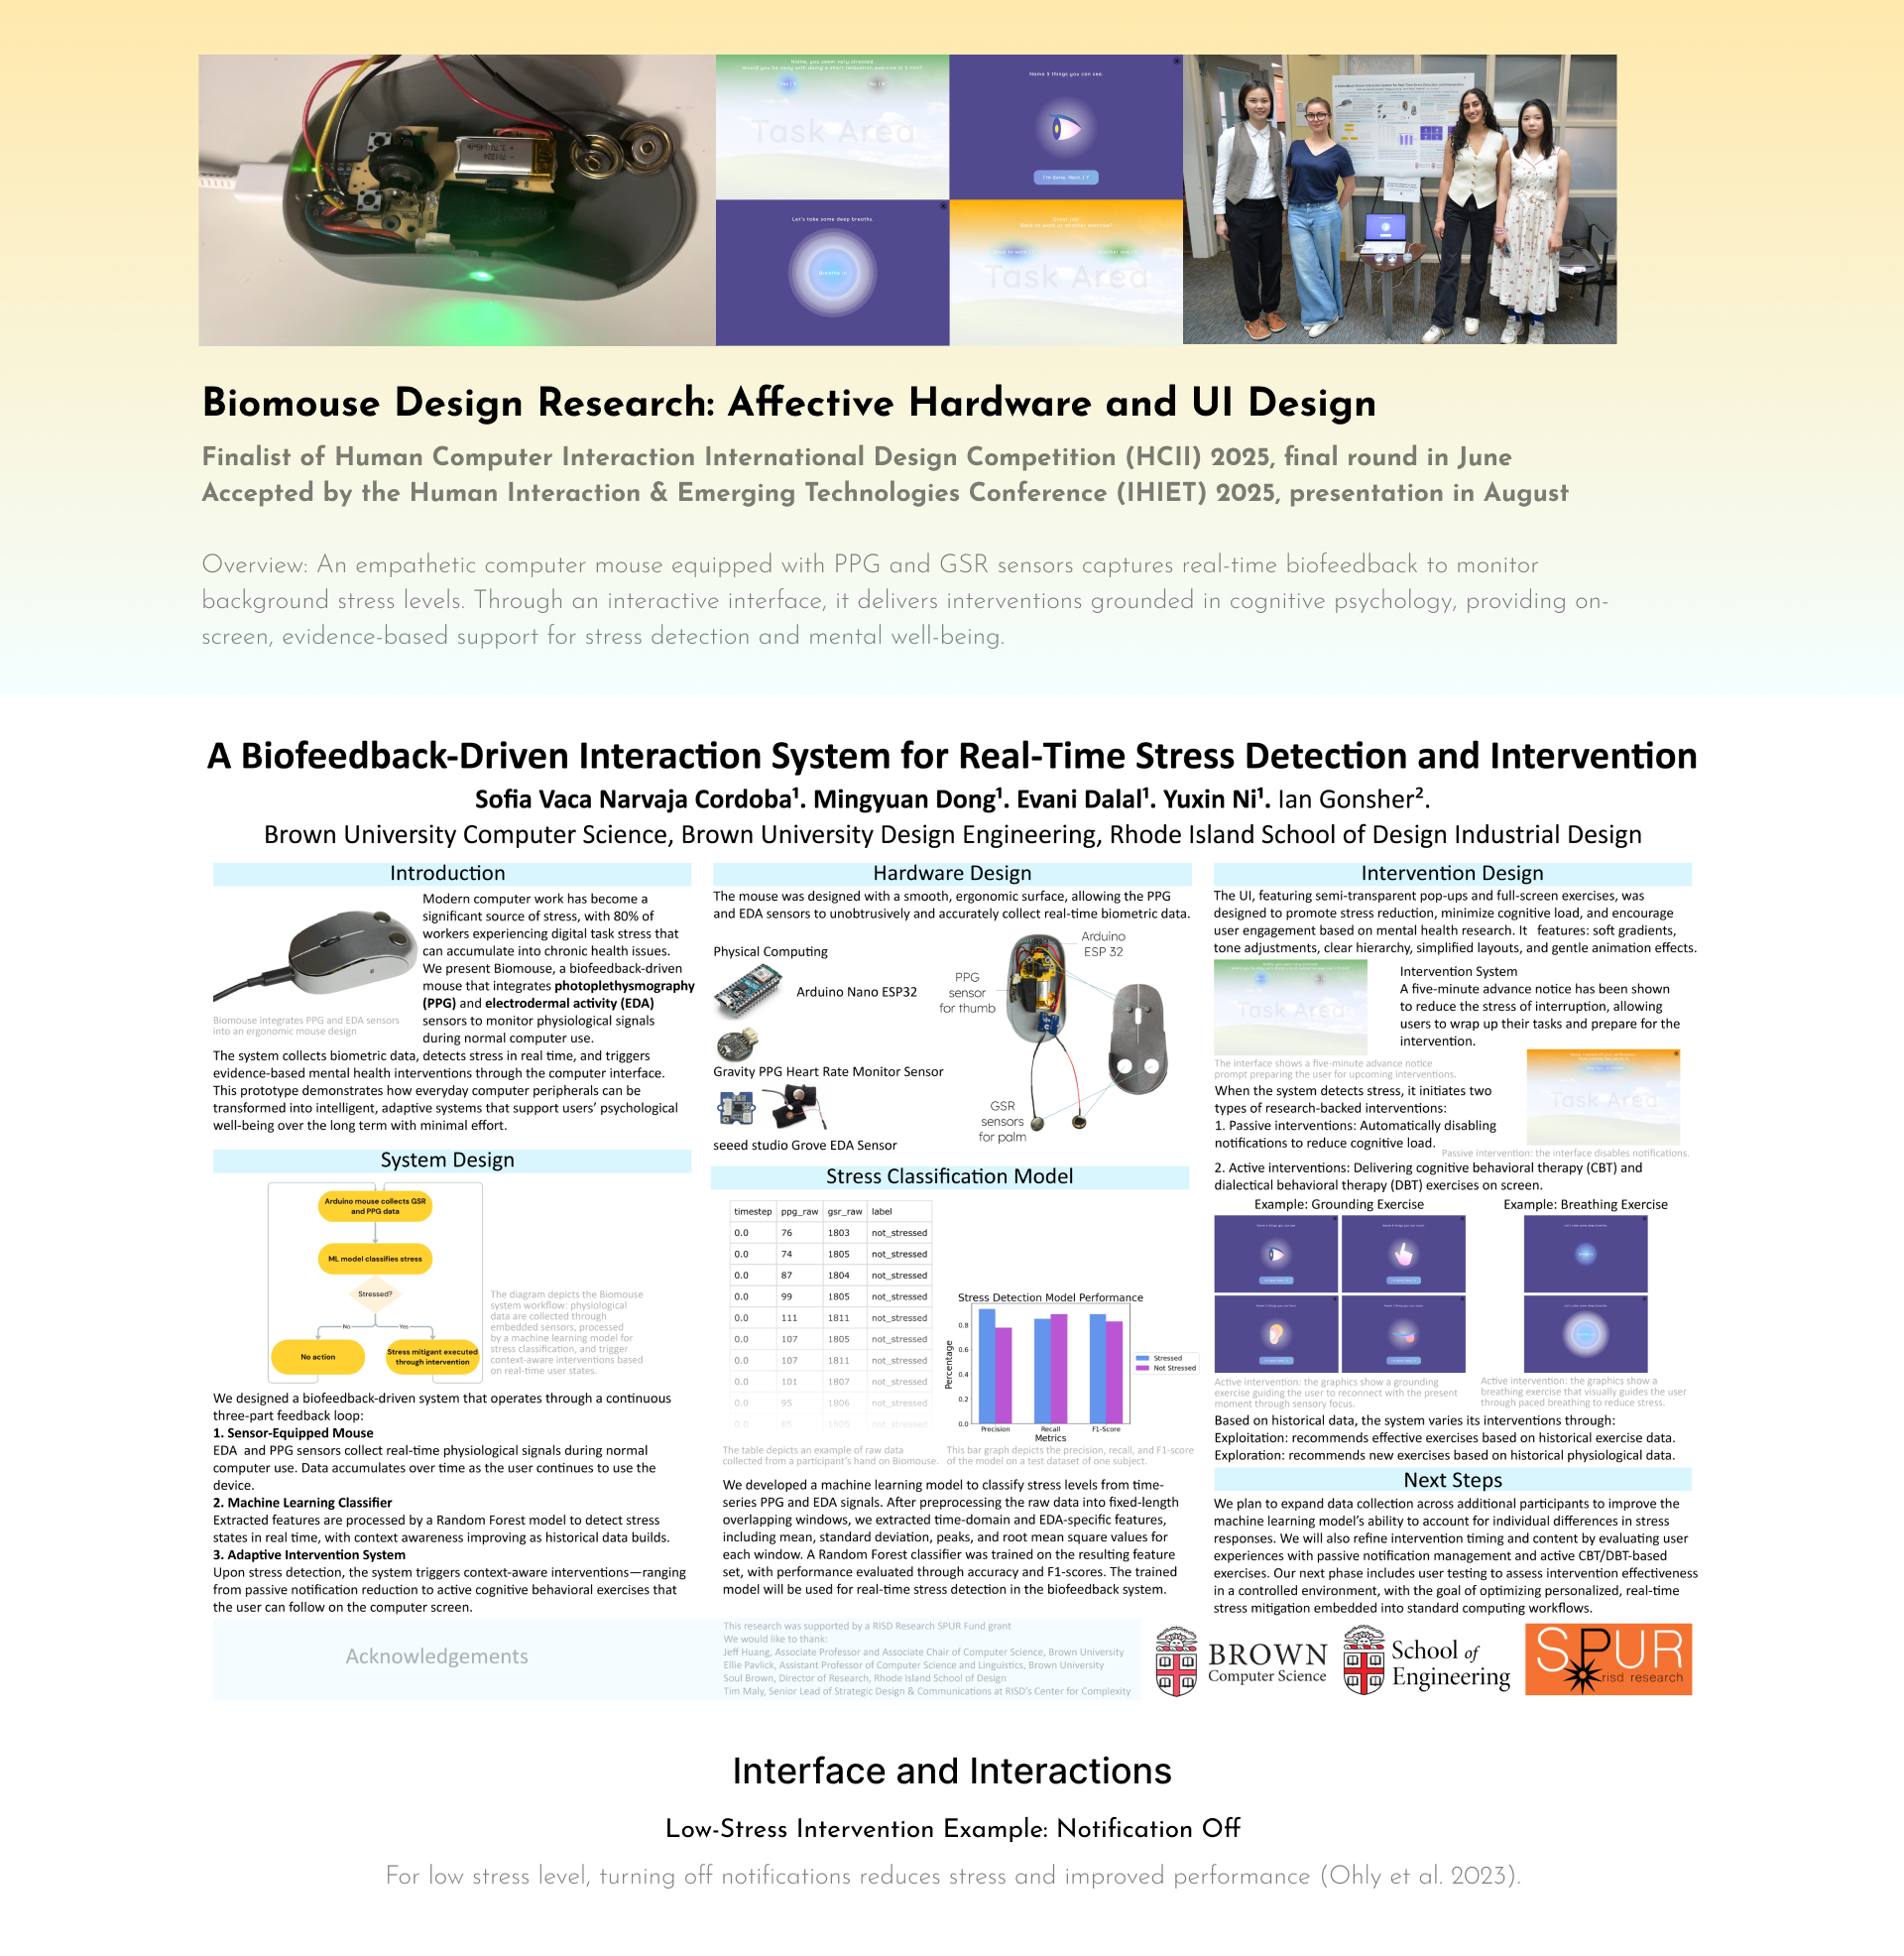 Name, you seem very stressed.
Would you be okay with doing a short relaxation exercise in 5 min?
Task Area
Name 5 things you can see.
I'm done. Next. | Y
Let's take some deep breaths.
Breathe in
Great job!
Back to work or another exercise?
Task Area
Biomouse Design Research: Affective Hardware and UI Design
Finalist of Human Computer Interaction International Design Competition (HCII) 2025, final round in June
Accepted by the Human Interaction & Emerging Technologies Conference (IHIET) 2025, presentation in August
Overview: An empathetic computer mouse equipped with PPG and GSR sensors captures real-time biofeedback to monitor
background stress levels. Through an interactive interface, it delivers interventions grounded in cognitive psychology, providing on-
screen, evidence-based support for stress detection and mental well-being.
A Biofeedback-Driven Interaction System for Real-Time Stress Detection and Intervention
Sofia Vaca Narvaja Cordoba¹. Mingyuan Dong¹. Evani Dalal¹. Yuxin Ni¹. Ian Gonsher².
Brown University Computer Science, Brown University Design Engineering, Rhode Island School of Design Industrial Design
Introduction
Modern computer work has become a
significant source of stress, with 80% of
workers experiencing digital task stress that
can accumulate into chronic health issues.
We present Biomouse, a biofeedback-driven
mouse that integrates photoplethysmography
(PPG) and electrodermal activity (EDA)
sensors to monitor physiological signals
during normal computer use.
Biomouse integrates PPG and EDA sensors
into an ergonomic mouse design
The system collects biometric data, detects stress in real time, and triggers
evidence-based mental health interventions through the computer interface.
This prototype demonstrates how everyday computer peripherals can be
transformed into intelligent, adaptive systems that support users' psychological
well-being over the long term with minimal effort.
System Design
Arduino mouse collects GSR
and PPG data
ML model classifies stress
Stressed?
No
Yes
No action
Stress mitigant executed
through intervention
The diagram depicts the Biomouse
system workflow: physiological
data are collected through
embedded sensors, processed
by a machine learning model for
stress classification, and trigger
context-aware interventions based
on real-time user states.
We designed a biofeedback-driven system that operates through a continuous
three-part feedback loop:
1. Sensor-Equipped Mouse
EDA and PPG sensors collect real-time physiological signals during normal
computer use. Data accumulates over time as the user continues to use the
device.
2. Machine Learning Classifier
Extracted features are processed by a Random Forest model to detect stress
states in real time, with context awareness improving as historical data builds.
3. Adaptive Intervention System
Upon stress detection, the system triggers context-aware interventions—ranging
from passive notification reduction to active cognitive behavioral exercises that
the user can follow on the computer screen.
Hardware Design
The mouse was designed with a smooth, ergonomic surface, allowing the PPG
and EDA sensors to unobtrusively and accurately collect real-time biometric data.
Physical Computing
Arduino Nano ESP32
Gravity PPG Heart Rate Monitor Sensor
seeed studio Grove EDA Sensor
Arduino
ESP 32
PPG
sensor
for thumb
GSR
sensors
for palm
Stress Classification Model
timestep ppg_raw gsr_raw label
0.0 76 1803 not_stressed
0.0 74 1805 not_stressed
0.0 87 1804 not_stressed
0.0 99 1805 not_stressed
0.0 111 1811 not_stressed
0.0 107 1805 not_stressed
0.0 107 1811 not_stressed
0.0 101 1807 not_stressed
0.0 95 1806 not_stressed
0.0 85 1805 not_stressed
Stress Detection Model Performance
Percentage
0.8
0.6
0.4
0.2
0.0
Precision Recall F1-Score
Metrics
Stressed
Not Stressed
The table depicts an example of raw data
collected from a participant's hand on Biomouse.
This bar graph depicts the precision, recall, and F1-score
of the model on a test dataset of one subject.
We developed a machine learning model to classify stress levels from time-
series PPG and EDA signals. After preprocessing the raw data into fixed-length
overlapping windows, we extracted time-domain and EDA-specific features,
including mean, standard deviation, peaks, and root mean square values for
each window. A Random Forest classifier was trained on the resulting feature
set, with performance evaluated through accuracy and F1-scores. The trained
model will be used for real-time stress detection in the biofeedback system.
Intervention Design
The UI, featuring semi-transparent pop-ups and full-screen exercises, was
designed to promote stress reduction, minimize cognitive load, and encourage
user engagement based on mental health research. It features: soft gradients,
tone adjustments, clear hierarchy, simplified layouts, and gentle animation effects.
Task Area
Intervention System
A five-minute advance notice has been shown
to reduce the stress of interruption, allowing
users to wrap up their tasks and prepare for the
intervention.
The interface shows a five-minute advance notice
prompt preparing the user for upcoming interventions.
When the system detects stress, it initiates two
types of research-backed interventions:
1. Passive interventions: Automatically disabling
notifications to reduce cognitive load.
Task Area
Passive intervention: the interface disables notifications.
2. Active interventions: Delivering cognitive behavioral therapy (CBT) and
dialectical behavioral therapy (DBT) exercises on screen.
Example: Grounding Exercise
Example: Breathing Exercise
Active intervention: the graphics show a grounding
exercise guiding the user to reconnect with the present
moment through sensory focus.
Active intervention: the graphics show a
breathing exercise that visually guides the user
through paced breathing to reduce stress.
Based on historical data, the system varies its interventions through:
Exploitation: recommends effective exercises based on historical exercise data.
Exploration: recommends new exercises based on historical physiological data.
Next Steps
We plan to expand data collection across additional participants to improve the
machine learning model's ability to account for individual differences in stress
responses. We will also refine intervention timing and content by evaluating user
experiences with passive notification management and active CBT/DBT-based
exercises. Our next phase includes user testing to assess intervention effectiveness
in a controlled environment, with the goal of optimizing personalized, real-time
stress mitigation embedded into standard computing workflows.
Acknowledgements
This research was supported by a RISD Research SPUR Fund grant
We would like to thank:
Jeff Huang, Associate Professor and Associate Chair of Computer Science, Brown University
Ellie Pavlick, Assistant Professor of Computer Science and Linguistics, Brown University
Soul Brown, Director of Research, Rhode Island School of Design
Tim Maly, Senior Lead of Strategic Design & Communications at RISD's Center for Complexity
BROWN
Computer Science
School of
Engineering
SPUR
risd research
Interface and Interactions
Low-Stress Intervention Example: Notification Off
For low stress level, turning off notifications reduces stress and improved performance (Ohly et al. 2023).